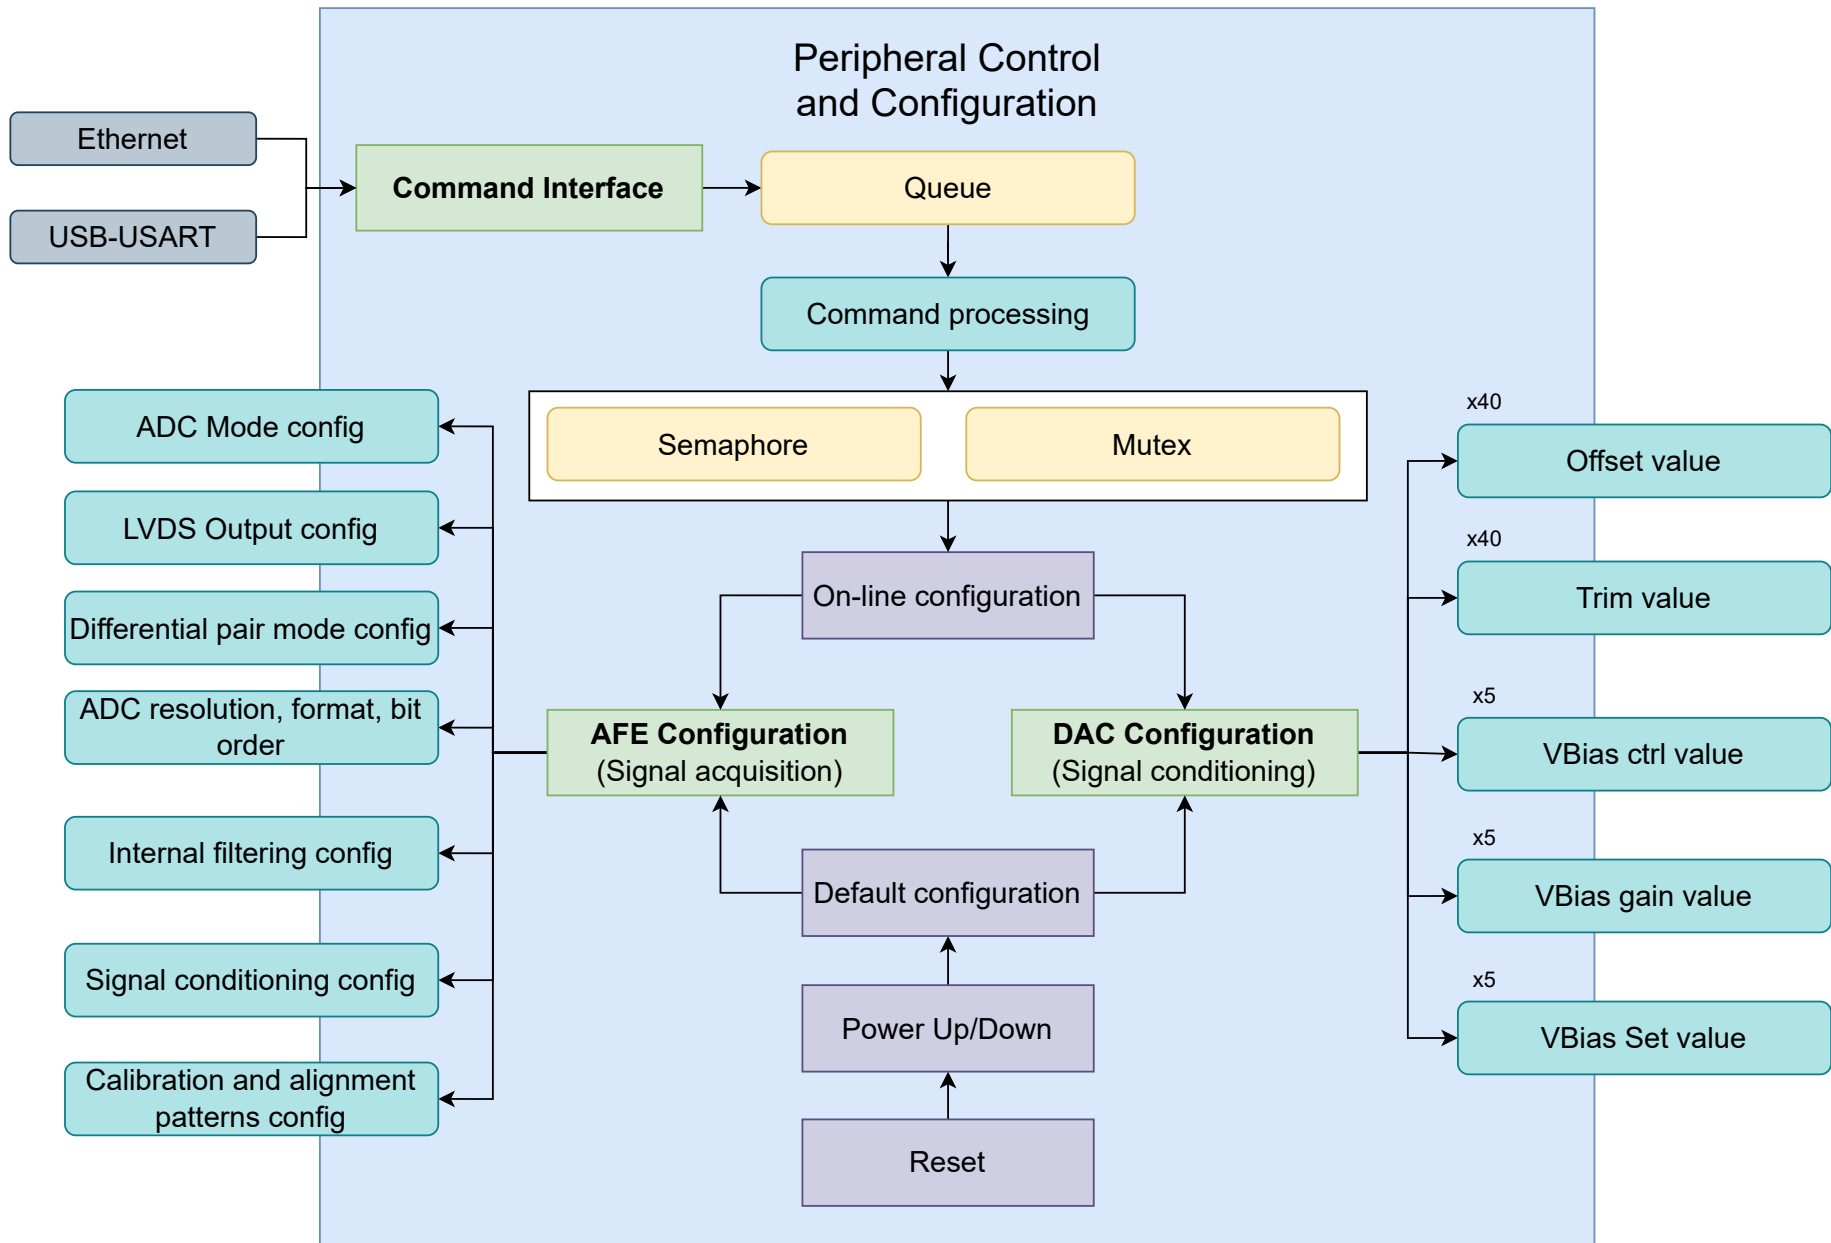 Peripheral Control
and Configuration
Ethernet
USB-USART
Command Interface
Queue
Command processing
Semaphore
Mutex
On-line configuration
AFE Configuration
(Signal acquisition)
DAC Configuration
(Signal conditioning)
Default configuration
Power Up/Down
Reset
ADC Mode config
LVDS Output config
Differential pair mode config
ADC resolution, format, bit
order
Internal filtering config
Signal conditioning config
Calibration and alignment
patterns config
x40
Offset value
x40
Trim value
x5
VBias ctrl value
x5
VBias gain value
x5
VBias Set value